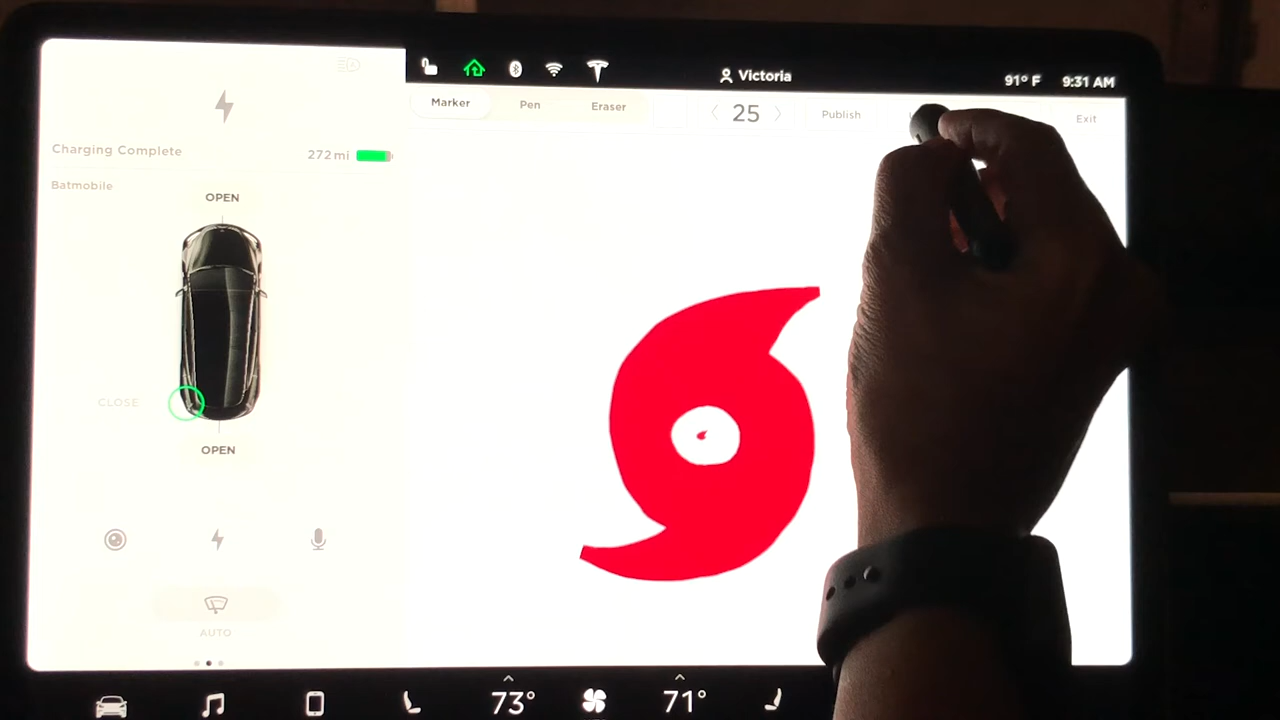 Victoria
91° F 9:31 AM
Marker Pen Eraser 25 Publish Exit
Charging Complete 272 mi
Batmobile
OPEN
CLOSE
OPEN
AUTO
73° 71°